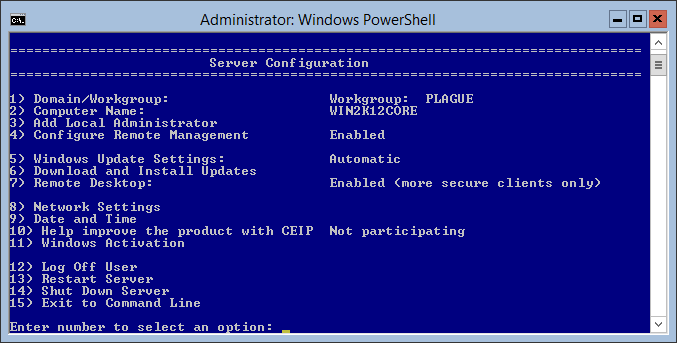 Administrator: Windows PowerShell
===============================================================================
Server Configuration
===============================================================================
1) Domain/Workgroup: Workgroup: PLAGUE
2) Computer Name: WIN2K12CORE
3) Add Local Administrator
4) Configure Remote Management Enabled
5) Windows Update Settings: Automatic
6) Download and Install Updates
7) Remote Desktop: Enabled (more secure clients only)
8) Network Settings
9) Date and Time
10) Help improve the product with CEIP Not participating
11) Windows Activation
12) Log Off User
13) Restart Server
14) Shut Down Server
15) Exit to Command Line
Enter number to select an option: